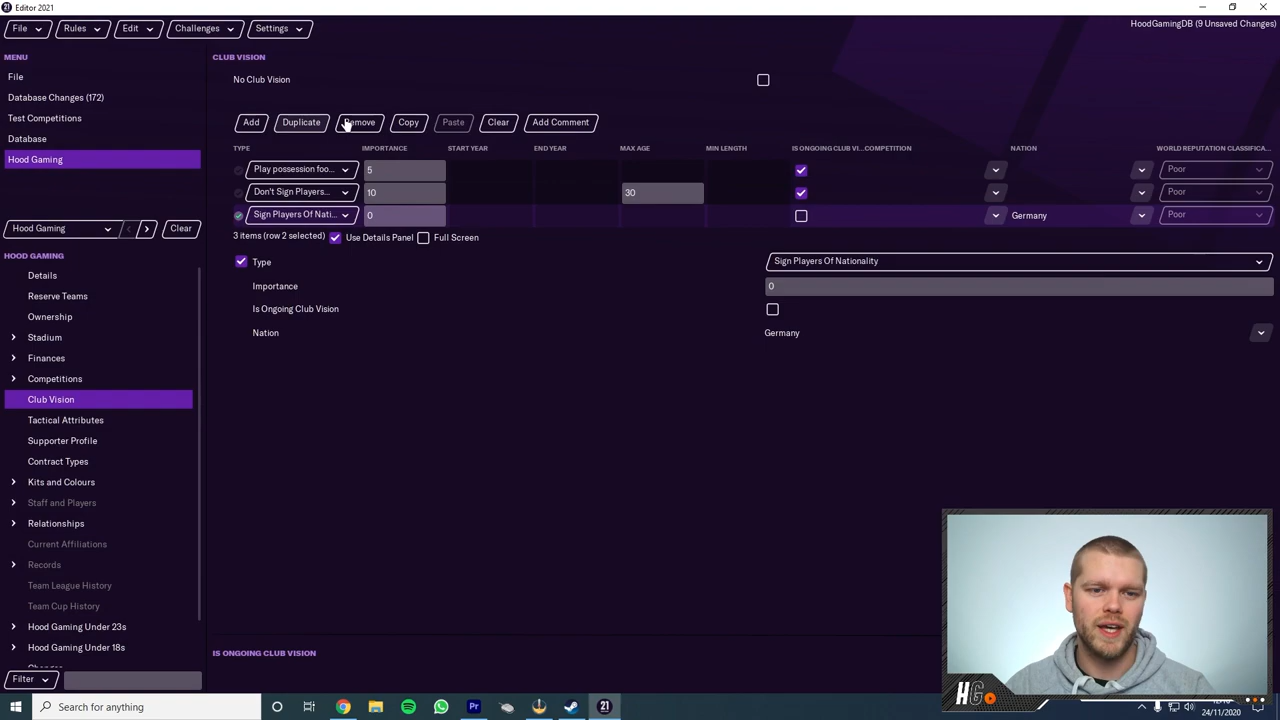 Editor 2021
File Rules Edit Challenges Settings HoodGamingDB (9 Unsaved Changes)
MENU
File
Database Changes (172)
Test Competitions
Database
Hood Gaming
Hood Gaming Clear
HOOD GAMING
Details
Reserve Teams
Ownership
Stadium
Finances
Competitions
Club Vision
Tactical Attributes
Supporter Profile
Contract Types
Kits and Colours
Staff and Players
Relationships
Current Affiliations
Records
Team League History
Team Cup History
Hood Gaming Under 23s
Hood Gaming Under 18s
Changes
Filter
CLUB VISION
No Club Vision
Add Duplicate Remove Copy Paste Clear Add Comment
TYPE IMPORTANCE START YEAR END YEAR MAX AGE MIN LENGTH IS ONGOING CLUB VI...COMPETITION NATION WORLD REPUTATION CLASSIFICA...
Play possession foo... 5 Poor
Don't Sign Players... 10 30 Poor
Sign Players Of Nati... 0 Germany Poor
3 items (row 2 selected) Use Details Panel Full Screen
Type Sign Players Of Nationality
Importance 0
Is Ongoing Club Vision
Nation Germany
IS ONGOING CLUB VISION
HG
Search for anything
21
24/11/2020